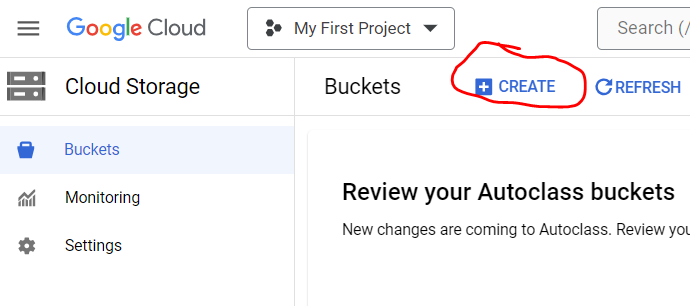 Google Cloud
My First Project
Search (/
Cloud Storage
Buckets
CREATE
REFRESH
Buckets
Monitoring
Settings
Review your Autoclass buckets
New changes are coming to Autoclass. Review you